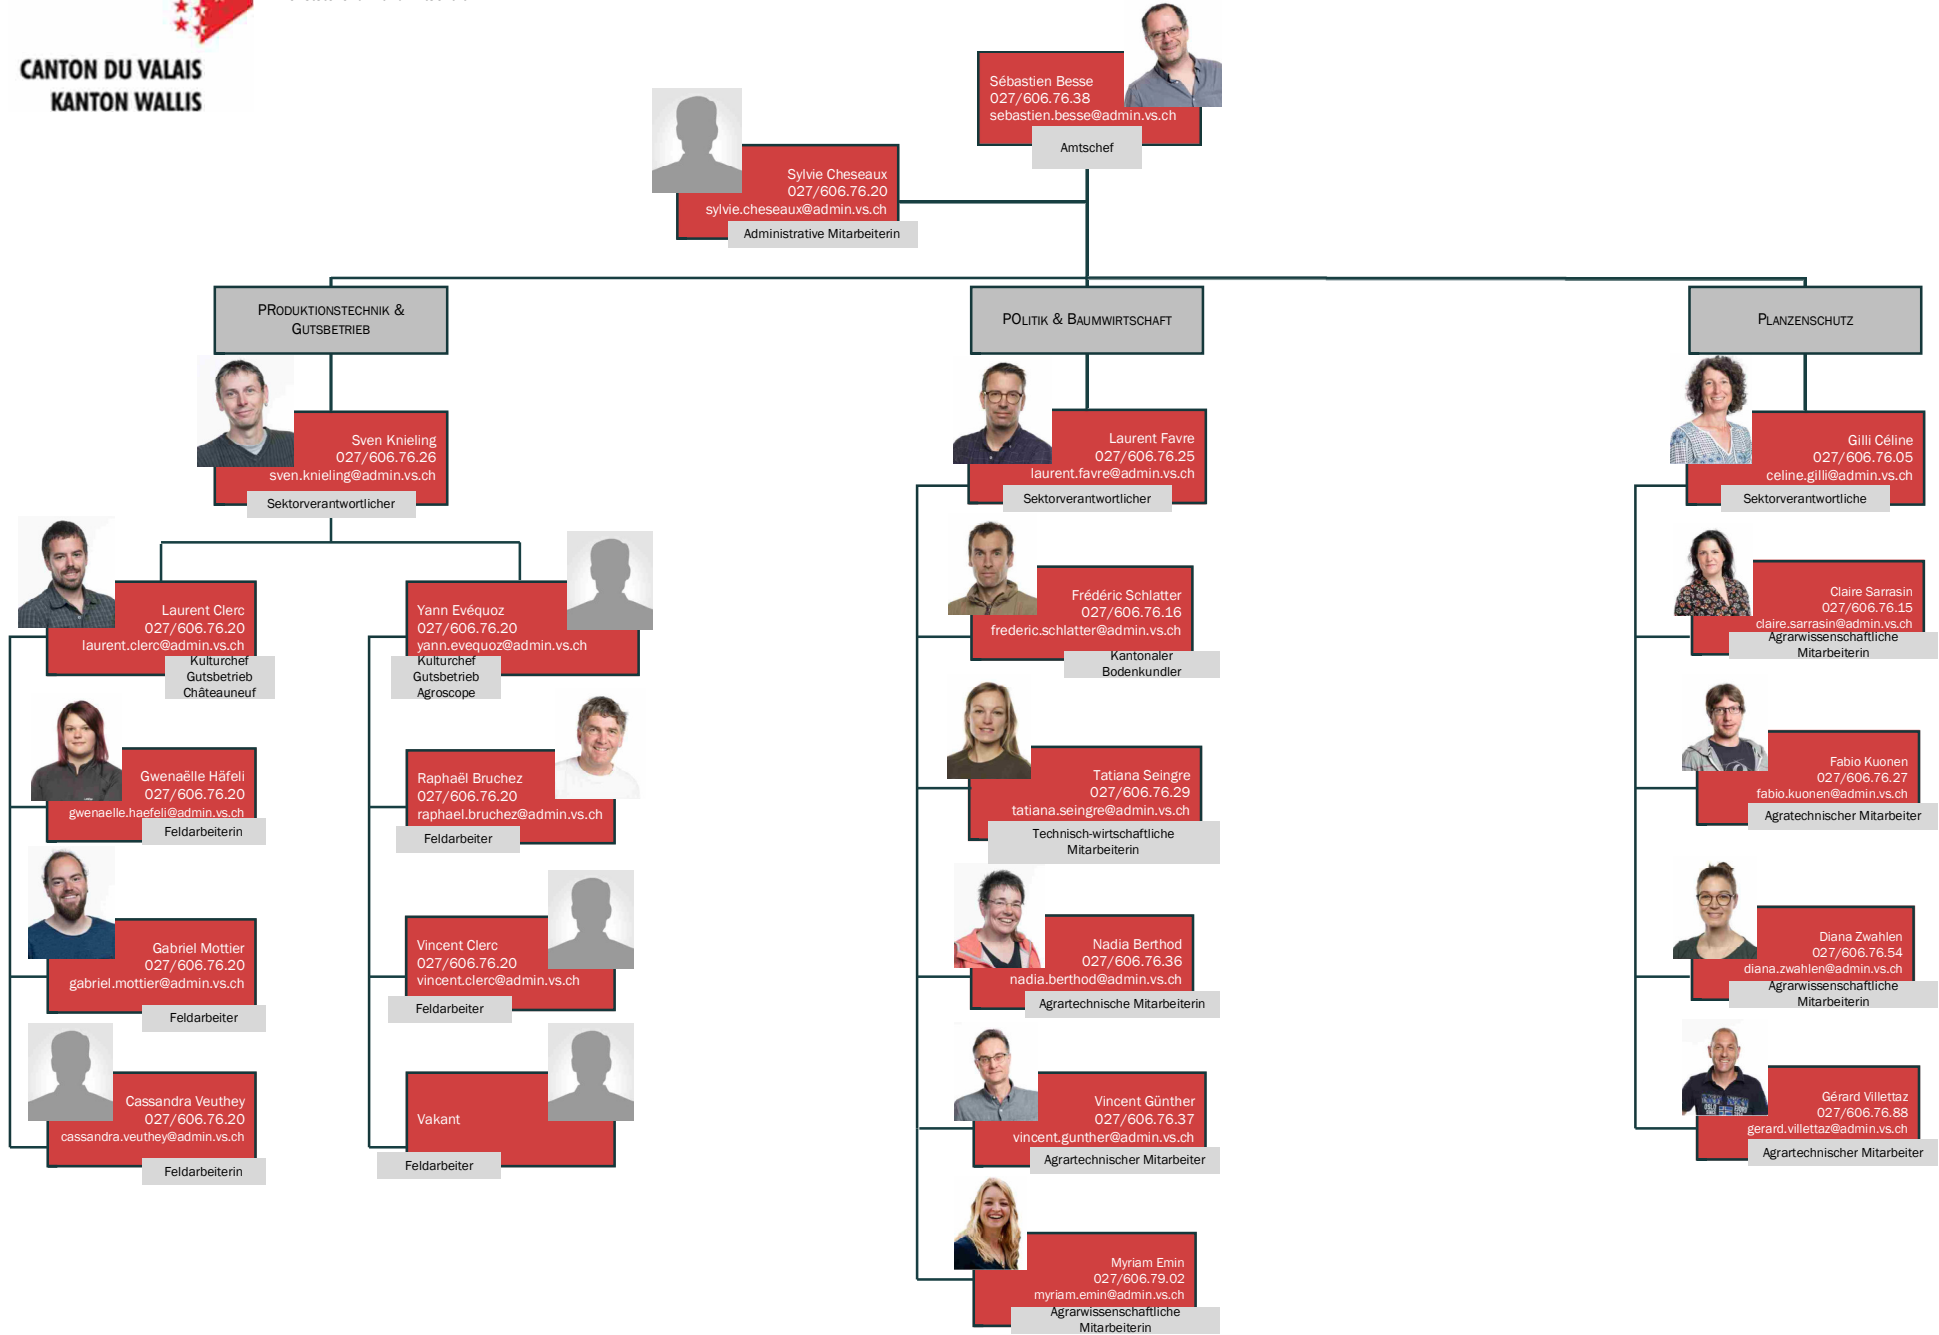 CANTON DU VALAIS
KANTON WALLIS
Sébastien Besse
027/606.76.38
sebastien.besse@admin.vs.ch
Amtschef
Sylvie Cheseaux
027/606.76.20
sylvie.cheseaux@admin.vs.ch
Administrative Mitarbeiterin
PRODUKTIONSTECHNIK &
GUTSBETRIEB
Sven Knieling
027/606.76.26
sven.knieling@admin.vs.ch
Sektorverantwortlicher
Laurent Clerc
027/606.76.20
laurent.clerc@admin.vs.ch
Kulturchef
Gutsbetrieb
Châteauneuf
Gwenaëlle Häfeli
027/606.76.20
gwenaelle.haefeli@admin.vs.ch
Feldarbeiterin
Gabriel Mottier
027/606.76.20
gabriel.mottier@admin.vs.ch
Feldarbeiter
Cassandra Veuthey
027/606.76.20
cassandra.veuthey@admin.vs.ch
Feldarbeiterin
Yann Evéquoz
027/606.76.20
yann.evequoz@admin.vs.ch
Kulturchef
Gutsbetrieb
Agroscope
Raphaël Bruchez
027/606.76.20
raphael.bruchez@admin.vs.ch
Feldarbeiter
Vincent Clerc
027/606.76.20
vincent.clerc@admin.vs.ch
Feldarbeiter
Vakant
Feldarbeiter
POLITIK & BAUMWIRTSCHAFT
Laurent Favre
027/606.76.25
laurent.favre@admin.vs.ch
Sektorverantwortlicher
Frédéric Schlatter
027/606.76.16
frederic.schlatter@admin.vs.ch
Kantonaler
Bodenkundler
Tatiana Seingre
027/606.76.29
tatiana.seingre@admin.vs.ch
Technisch-wirtschaftliche
Mitarbeiterin
Nadia Berthod
027/606.76.36
nadia.berthod@admin.vs.ch
Agrartechnische Mitarbeiterin
Vincent Günther
027/606.76.37
vincent.gunther@admin.vs.ch
Agrartechnischer Mitarbeiter
Myriam Emin
027/606.79.02
myriam.emin@admin.vs.ch
Agrarwissenschaftliche
Mitarbeiterin
PLANZENSCHUTZ
Gilli Céline
027/606.76.05
celine.gilli@admin.vs.ch
Sektorverantwortliche
Claire Sarrasin
027/606.76.15
claire.sarrasin@admin.vs.ch
Agrarwissenschaftliche
Mitarbeiterin
Fabio Kuonen
027/606.76.27
fabio.kuonen@admin.vs.ch
Agratechnischer Mitarbeiter
Diana Zwahlen
027/606.76.54
diana.zwahlen@admin.vs.ch
Agrarwissenschaftliche
Mitarbeiterin
Gérard Villettaz
027/606.76.88
gerard.villettaz@admin.vs.ch
Agrartechnischer Mitarbeiter